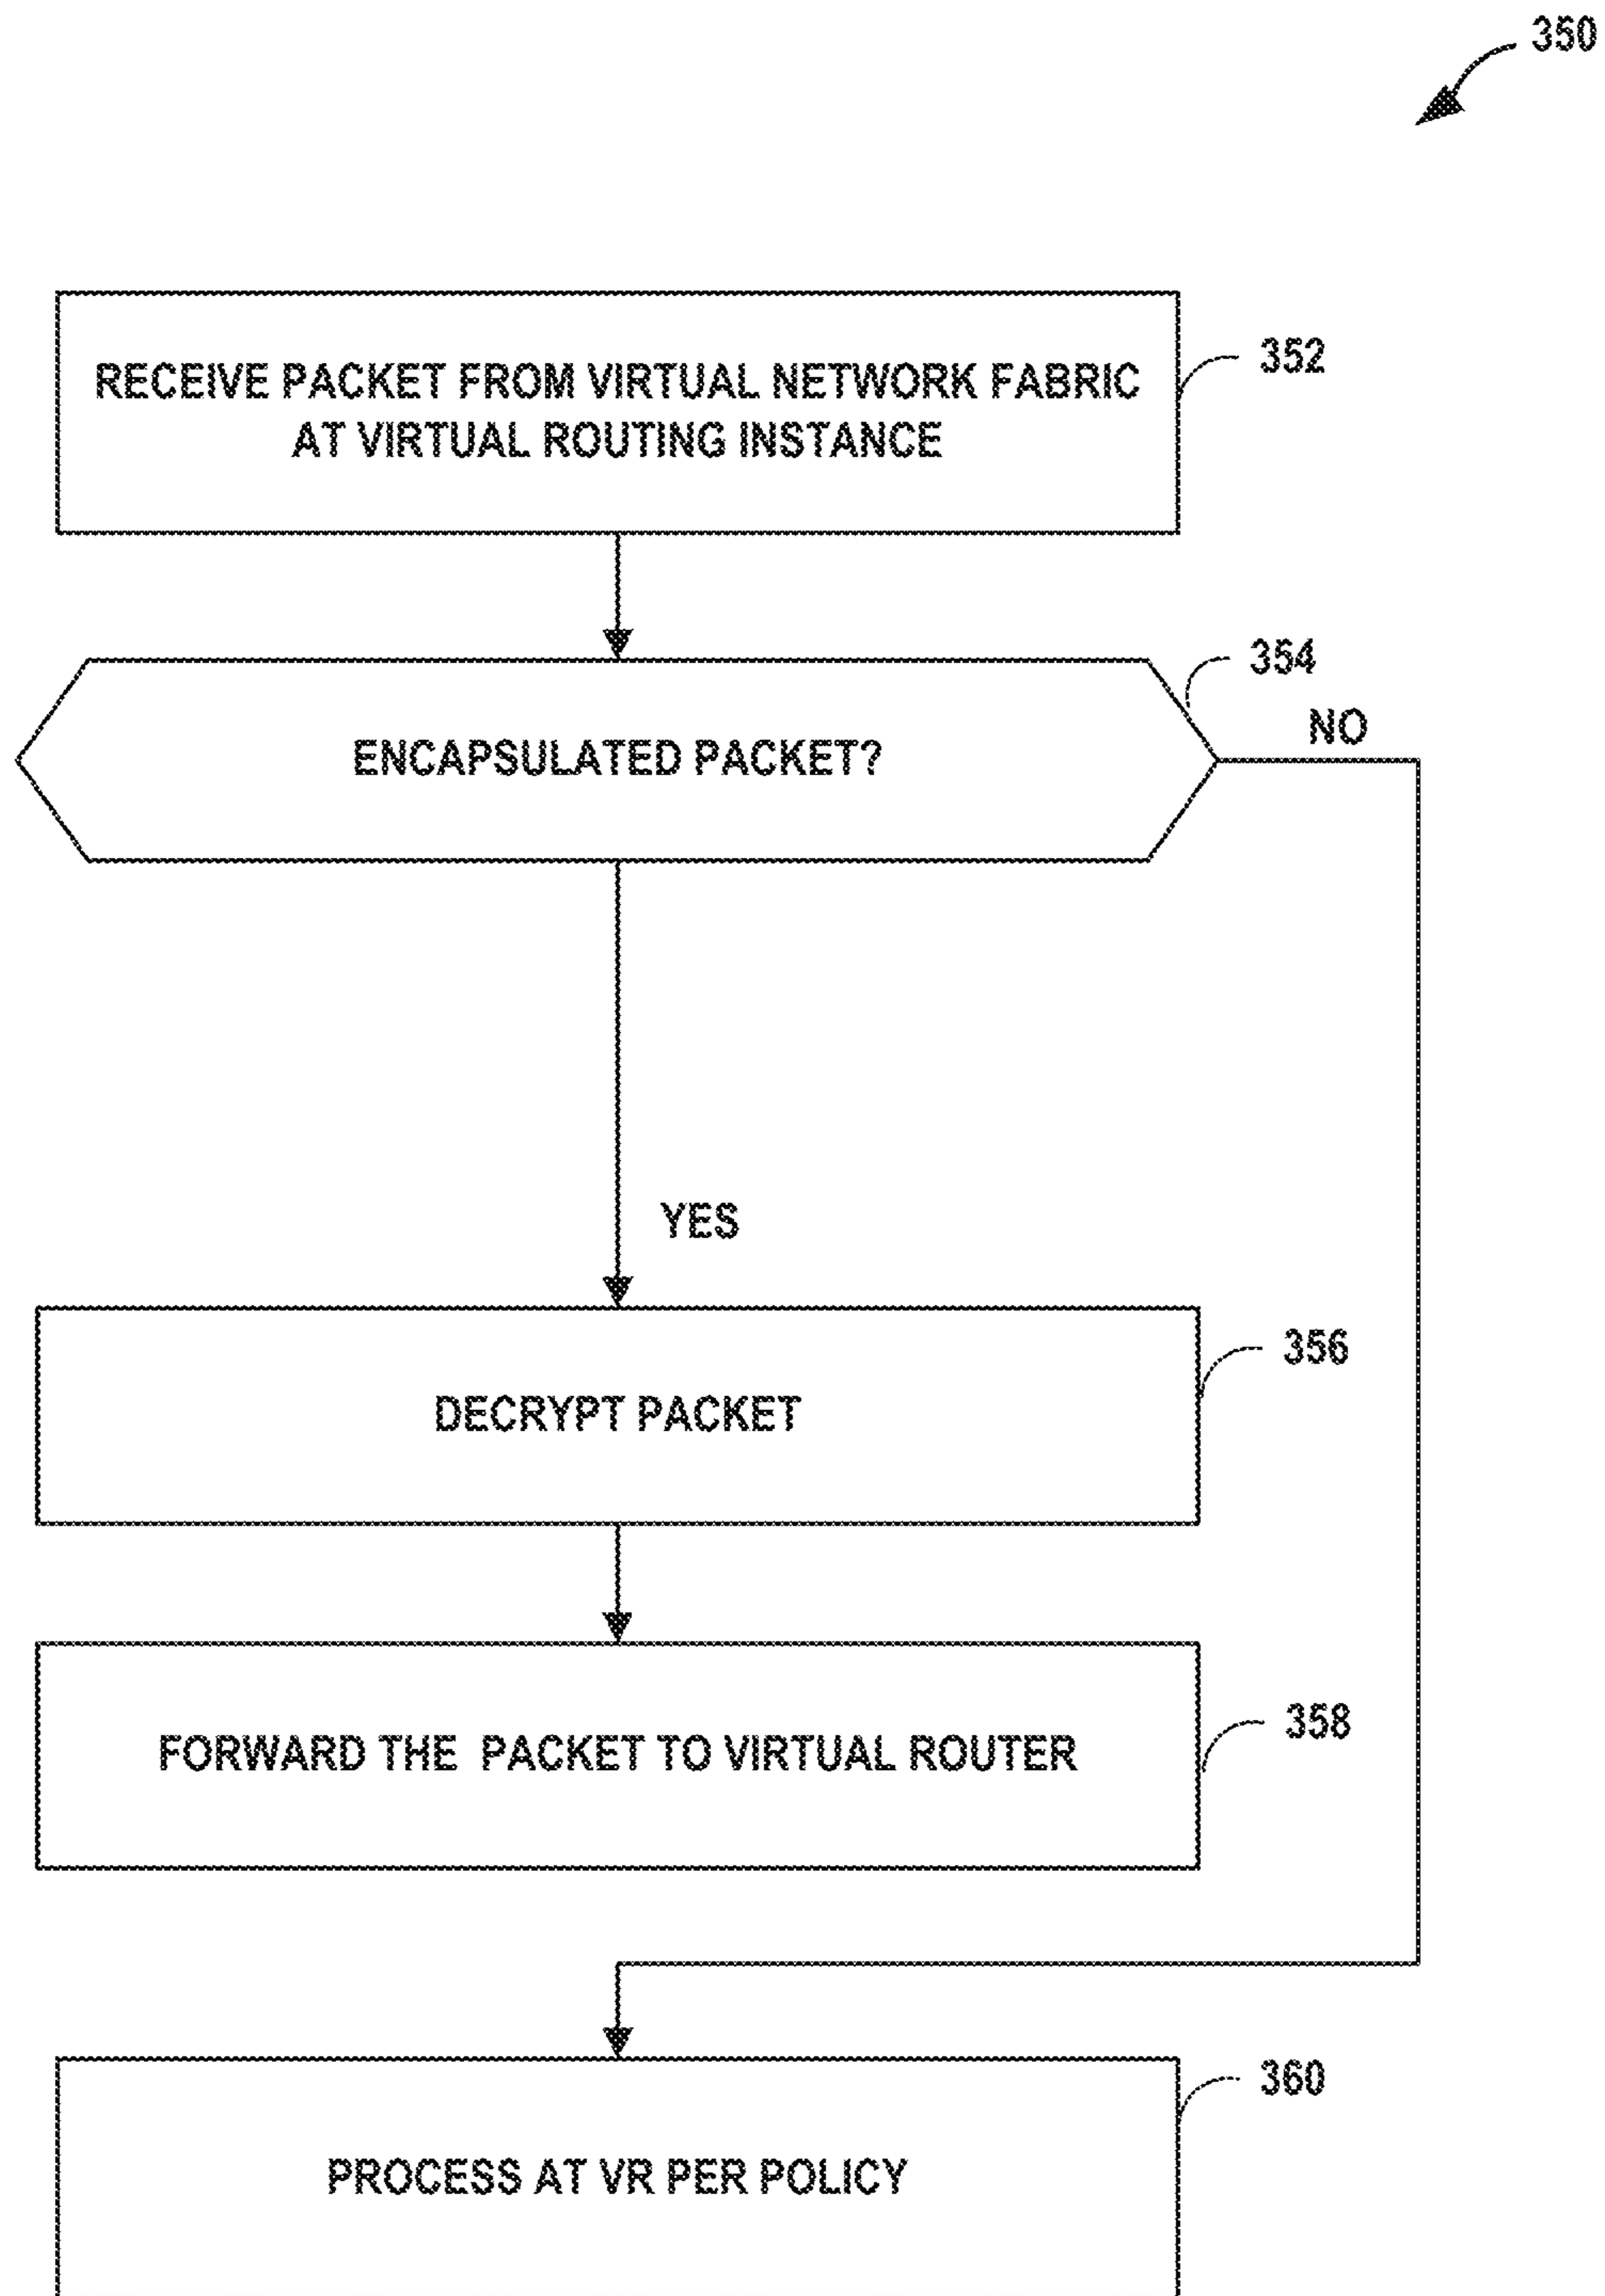 350
RECEIVE PACKET FROM VIRTUAL NETWORK FABRIC
AT VIRTUAL ROUTING INSTANCE
352
354
NO
ENCAPSULATED PACKET?
YES
356
DECRYPT PACKET
358
FORWARD THE PACKET TO VIRTUAL ROUTER
360
PROCESS AT VR PER POLICY